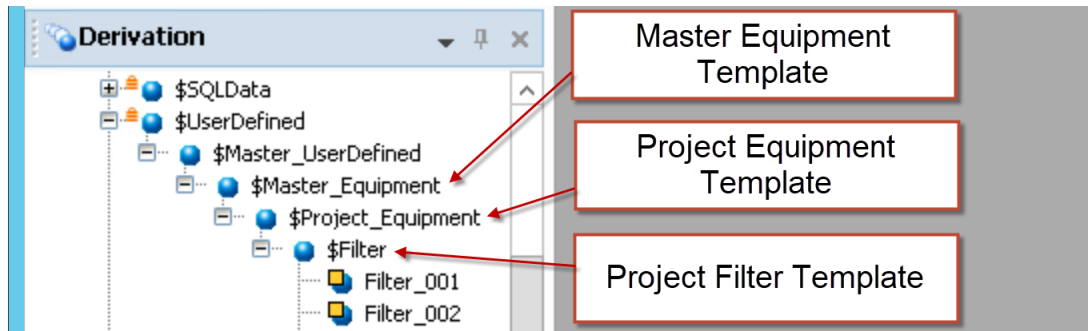 Derivation
$SQLData
$UserDefined
$Master_UserDefined
$Master_Equipment
$Project_Equipment
$Filter
Filter_001
Filter_002
Master Equipment
Template
Project Equipment
Template
Project Filter Template